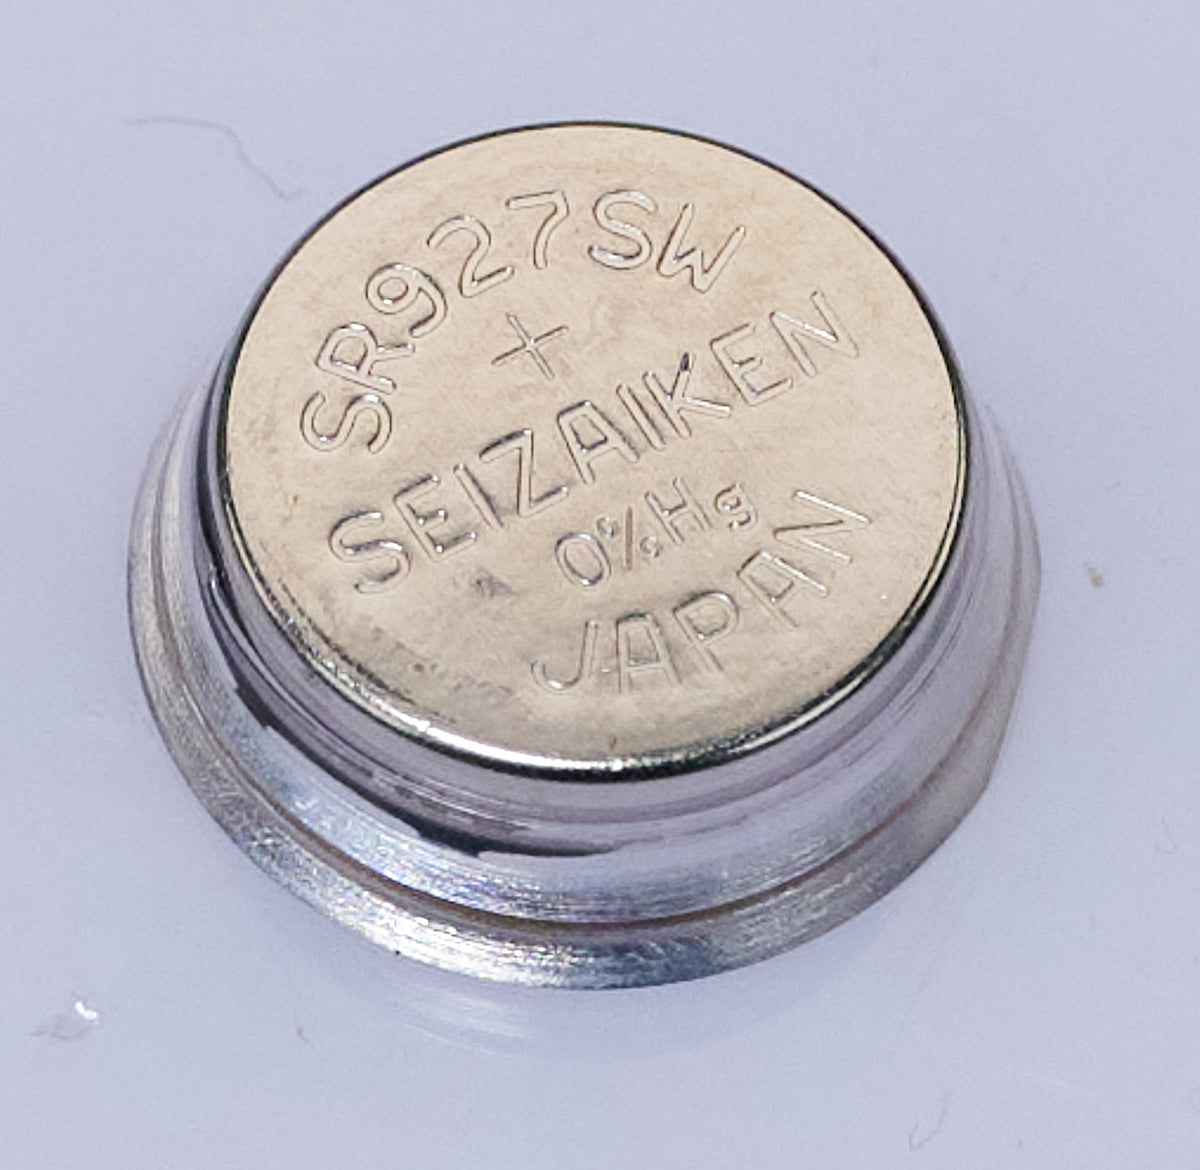 SR927SW
+
SEIZAIKEN
0%Hg
JAPAN